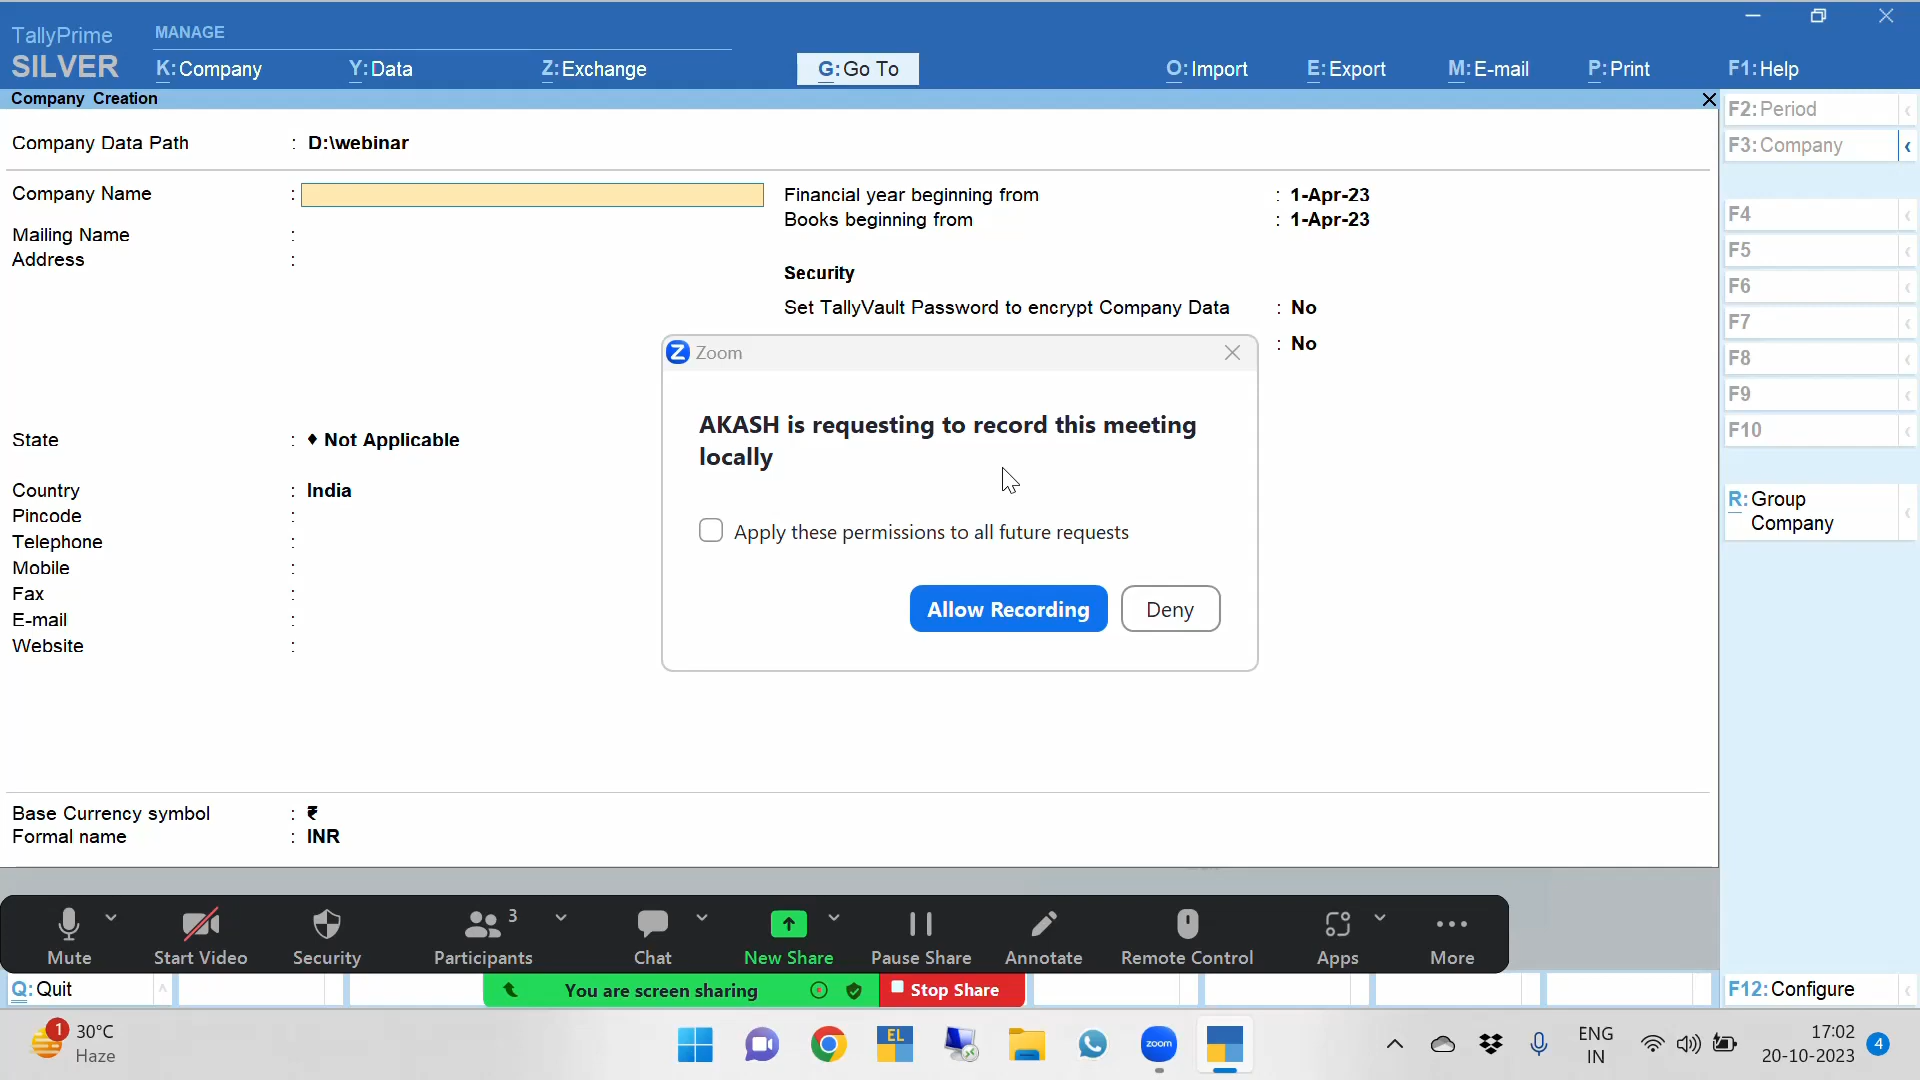 TallyPrime
SILVER
MANAGE
K:Company
Y:Data
Z:Exchange
G:Go To
O:Import
E:Export
M:E-mail
P:Print
F1:Help
Company Creation
Company Data Path : D:\webinar
Company Name :
Mailing Name :
Address :
State : ♦ Not Applicable
Country : India
Pincode :
Telephone :
Mobile :
Fax :
E-mail :
Website :
Financial year beginning from : 1-Apr-23
Books beginning from : 1-Apr-23
Security
Set TallyVault Password to encrypt Company Data : No
: No
Zoom
AKASH is requesting to record this meeting
locally
Apply these permissions to all future requests
Allow Recording
Deny
Base Currency symbol : ₹
Formal name : INR
F2:Period
F3:Company
F4
F5
F6
F7
F8
F9
F10
R:Group
Company
F12:Configure
Mute
Start Video
Security
Participants 3
Chat
New Share
Pause Share
Annotate
Remote Control
Apps
More
Q:Quit
You are screen sharing
Stop Share
1
30°C
Haze
EL
zoom
ENG
IN
17:02
20-10-2023
4